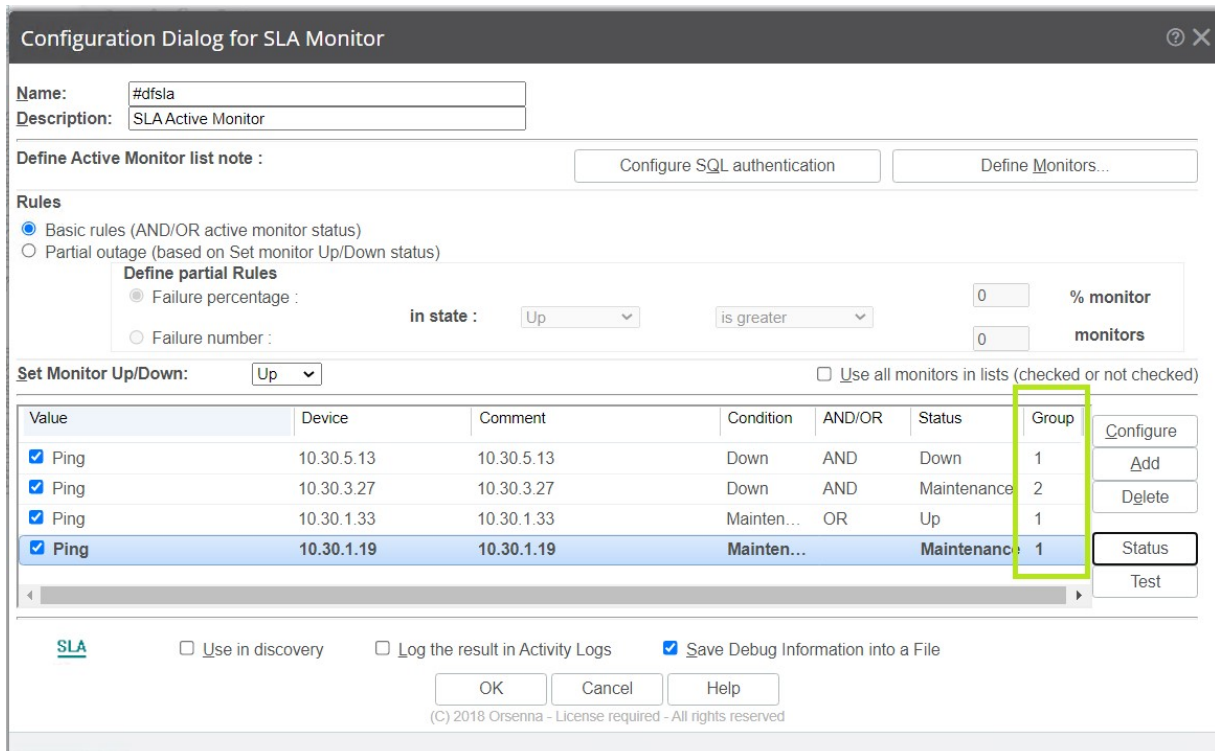 Configuration Dialog for SLA Monitor
Name: #dfsla
Description: SLA Active Monitor
Define Active Monitor list note : Configure SQL authentication Define Monitors...
Rules
Basic rules (AND/OR active monitor status)
Partial outage (based on Set monitor Up/Down status)
Define partial Rules
Failure percentage : 0 % monitor
in state : Up is greater
Failure number : 0 monitors
Set Monitor Up/Down: Up Use all monitors in lists (checked or not checked)
Value Device Comment Condition AND/OR Status Group
Ping 10.30.5.13 10.30.5.13 Down AND Down 1
Ping 10.30.3.27 10.30.3.27 Down AND Maintenance 2
Ping 10.30.1.33 10.30.1.33 Mainten... OR Up 1
Ping 10.30.1.19 10.30.1.19 Mainten... Maintenance 1
Configure
Add
Delete
Status
Test
SLA Use in discovery Log the result in Activity Logs Save Debug Information into a File
OK Cancel Help
(C) 2018 Orsenna - License required - All rights reserved